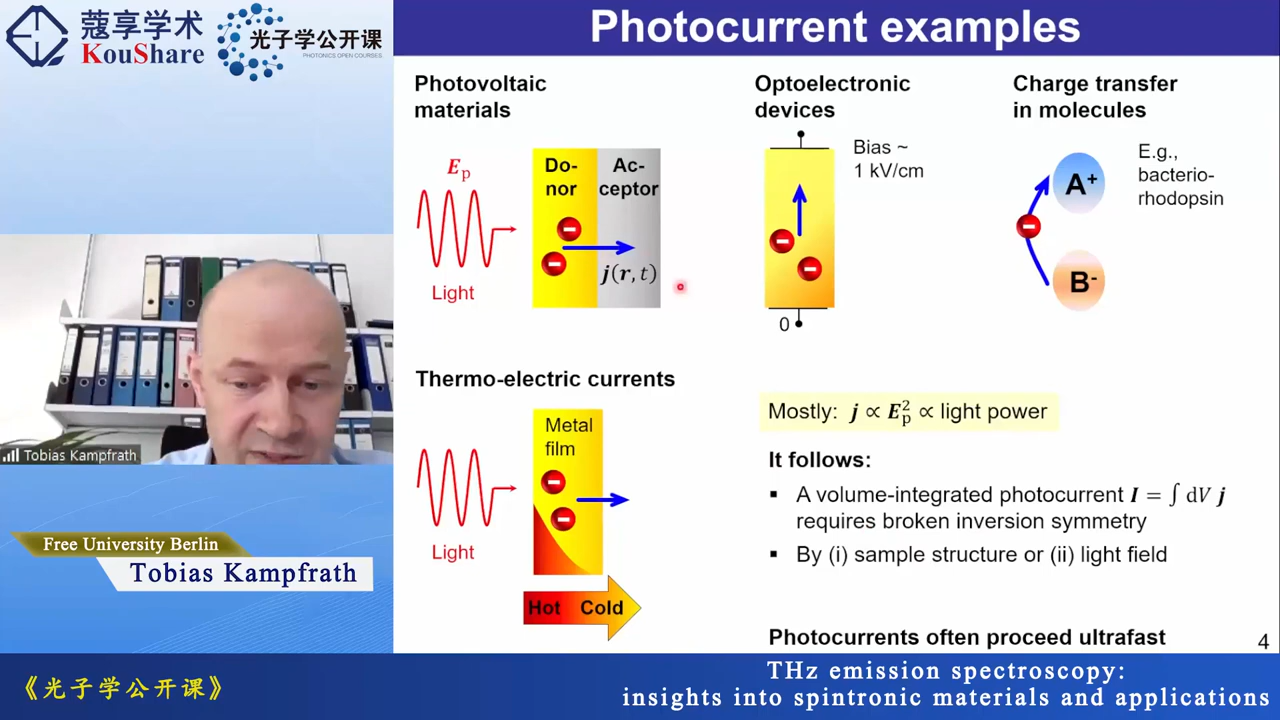 蔻享学术
KouShare
光子学公开课
PHOTONICS OPEN COURSES
Photocurrent examples
Photovoltaic
materials
Optoelectronic
devices
Charge transfer
in molecules
Eₚ
Light
Do-
nor
Ac-
ceptor
j(r, t)
Bias ~
1 kV/cm
0
A⁺
B⁻
E.g.,
bacterio-
rhodopsin
Thermo-electric currents
Light
Metal
film
Hot Cold
Mostly: j ∝ Eₚ² ∝ light power
It follows:
▪ A volume-integrated photocurrent I = ∫ dV j
requires broken inversion symmetry
▪ By (i) sample structure or (ii) light field
Photocurrents often proceed ultrafast
4
Tobias Kampfrath
Free University Berlin
Tobias Kampfrath
《光子学公开课》
THz emission spectroscopy:
insights into spintronic materials and applications